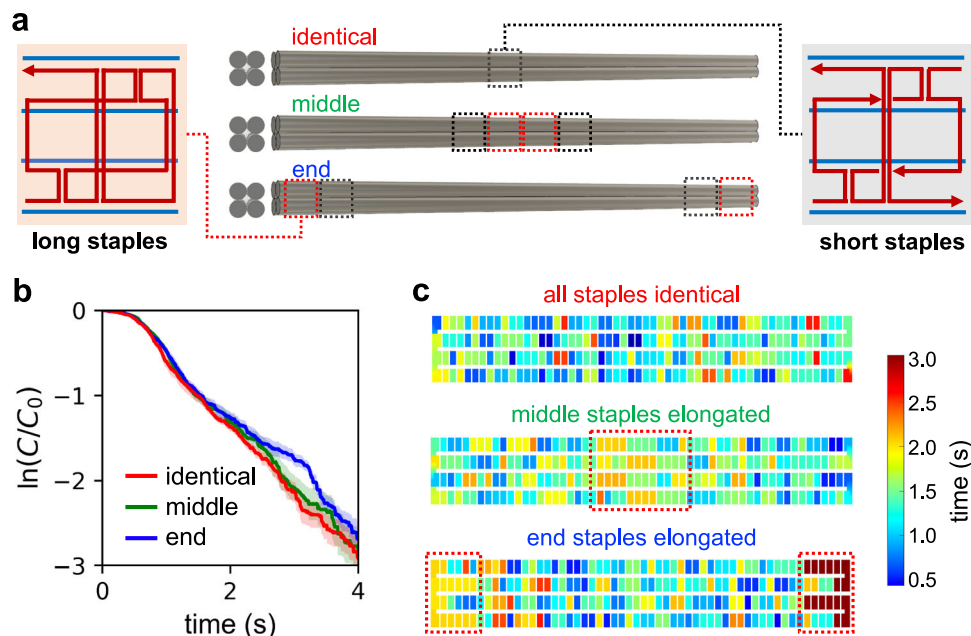 a
identical
middle
end
long staples
short staples
b
0
−1
−2
−3
ln(C/C0)
identical
middle
end
0
2
4
time (s)
c
all staples identical
middle staples elongated
end staples elongated
3.0
2.5
2.0
1.5
1.0
0.5
time (s)